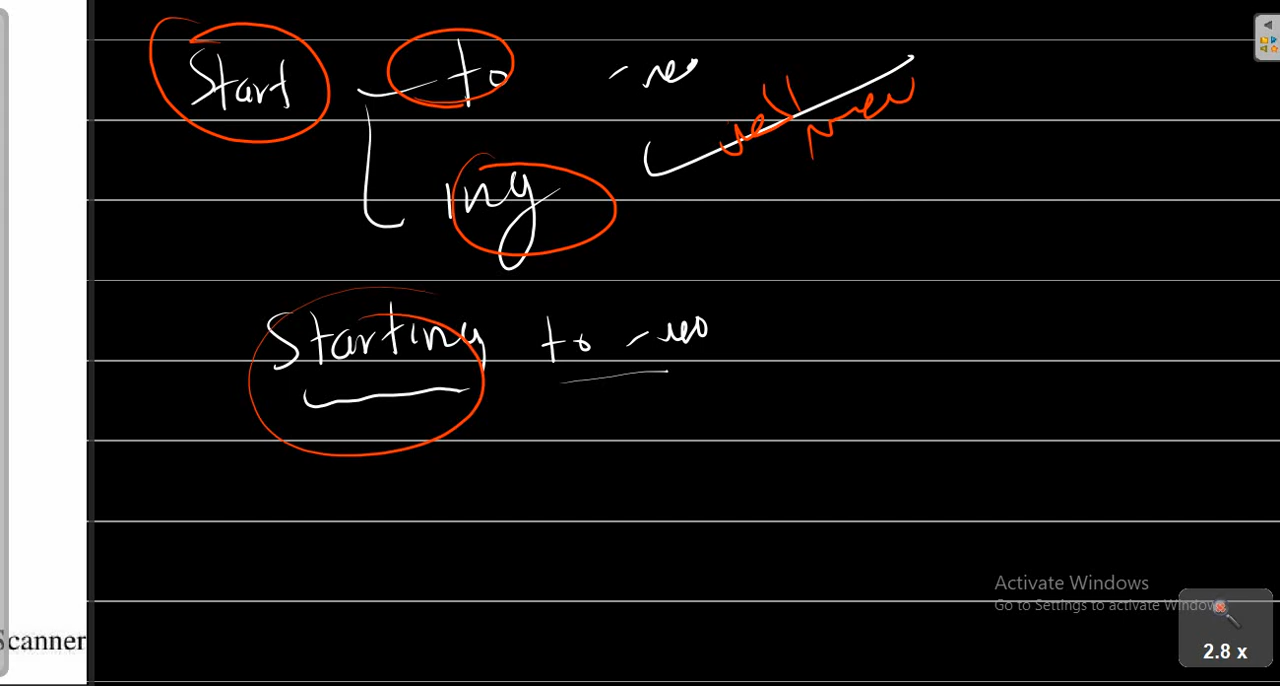 Start to
ing
Starting to
Activate Windows
Go to Settings to activate Windows
Scanner
2.8 x